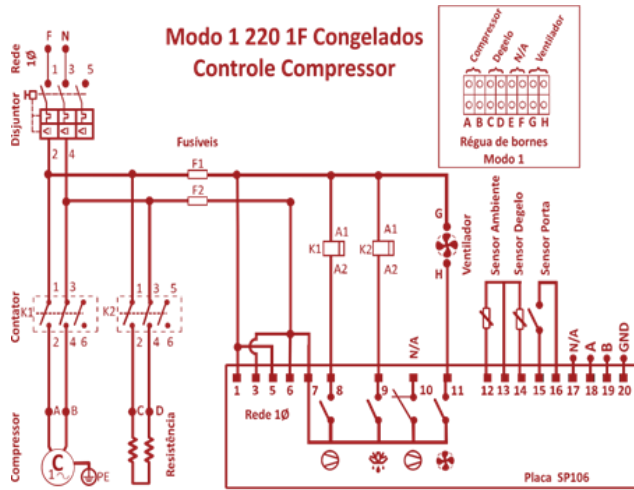 Modo 1 220 1F Congelados
Controle Compressor
Rede
1Ø
F N
1 3 5
Disjuntor
2 4
Fusíveis
F1
F2
Compressor
Degelo
N/A
Ventilador
A B C D E F G H
Régua de bornes
Modo 1
K1 A1
A2
K2 A1
A2
G
H
Ventilador
Sensor Ambiente
Sensor Degelo
Sensor Porta
Contator
K1
1 3
2 4 6
K2
1 3 5
2 4 6
N/A
N/A
A
B
GND
1 3 5 6 7 8 9 10 11 12 13 14 15 16 17 18 19 20
Rede 1Ø
Compressor
A B
C
1
PE
C D
Resistência
Placa SP106